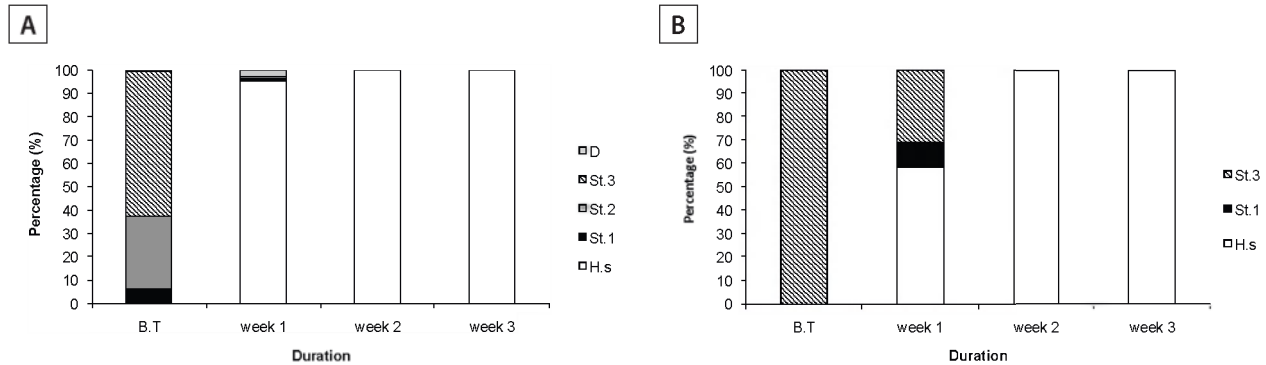 A
100
90
80
70
60
50
40
30
20
10
0
Percentage (%)
B.T
week 1
week 2
week 3
Duration
D
St.3
St.2
St.1
H.s
B
100
90
80
70
60
50
40
30
20
10
0
Percentage (%)
B.T
week 1
week 2
week 3
Duration
St.3
St.1
H.s